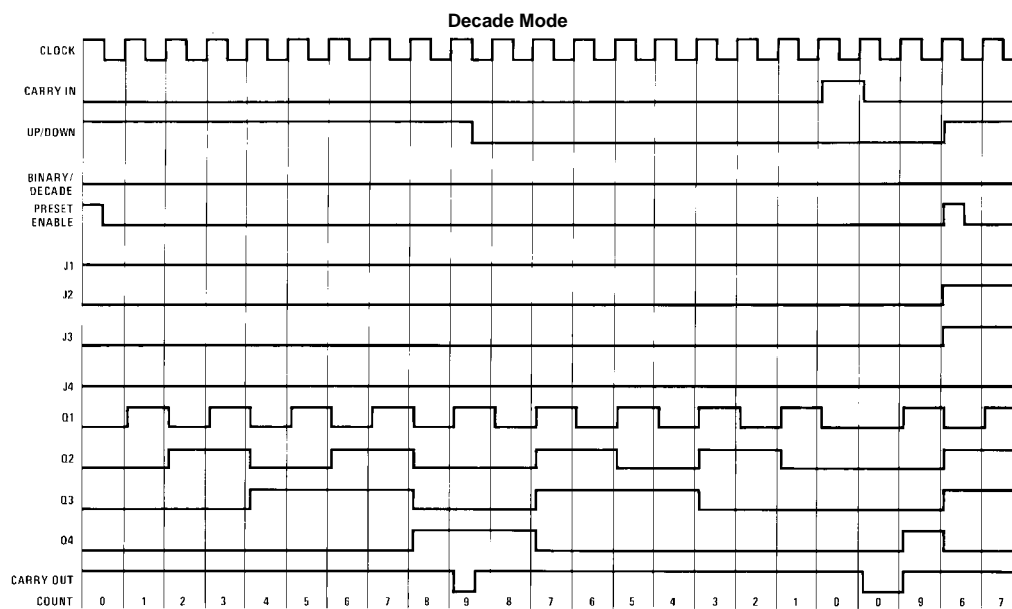 Decade Mode
CLOCK
CARRY IN
UP/DOWN
BINARY/
DECADE
PRESET
ENABLE
J1
J2
J3
J4
Q1
Q2
Q3
Q4
CARRY OUT
COUNT 0 1 2 3 4 5 6 7 8 9 8 7 6 5 4 3 2 1 0 0 9 6 7